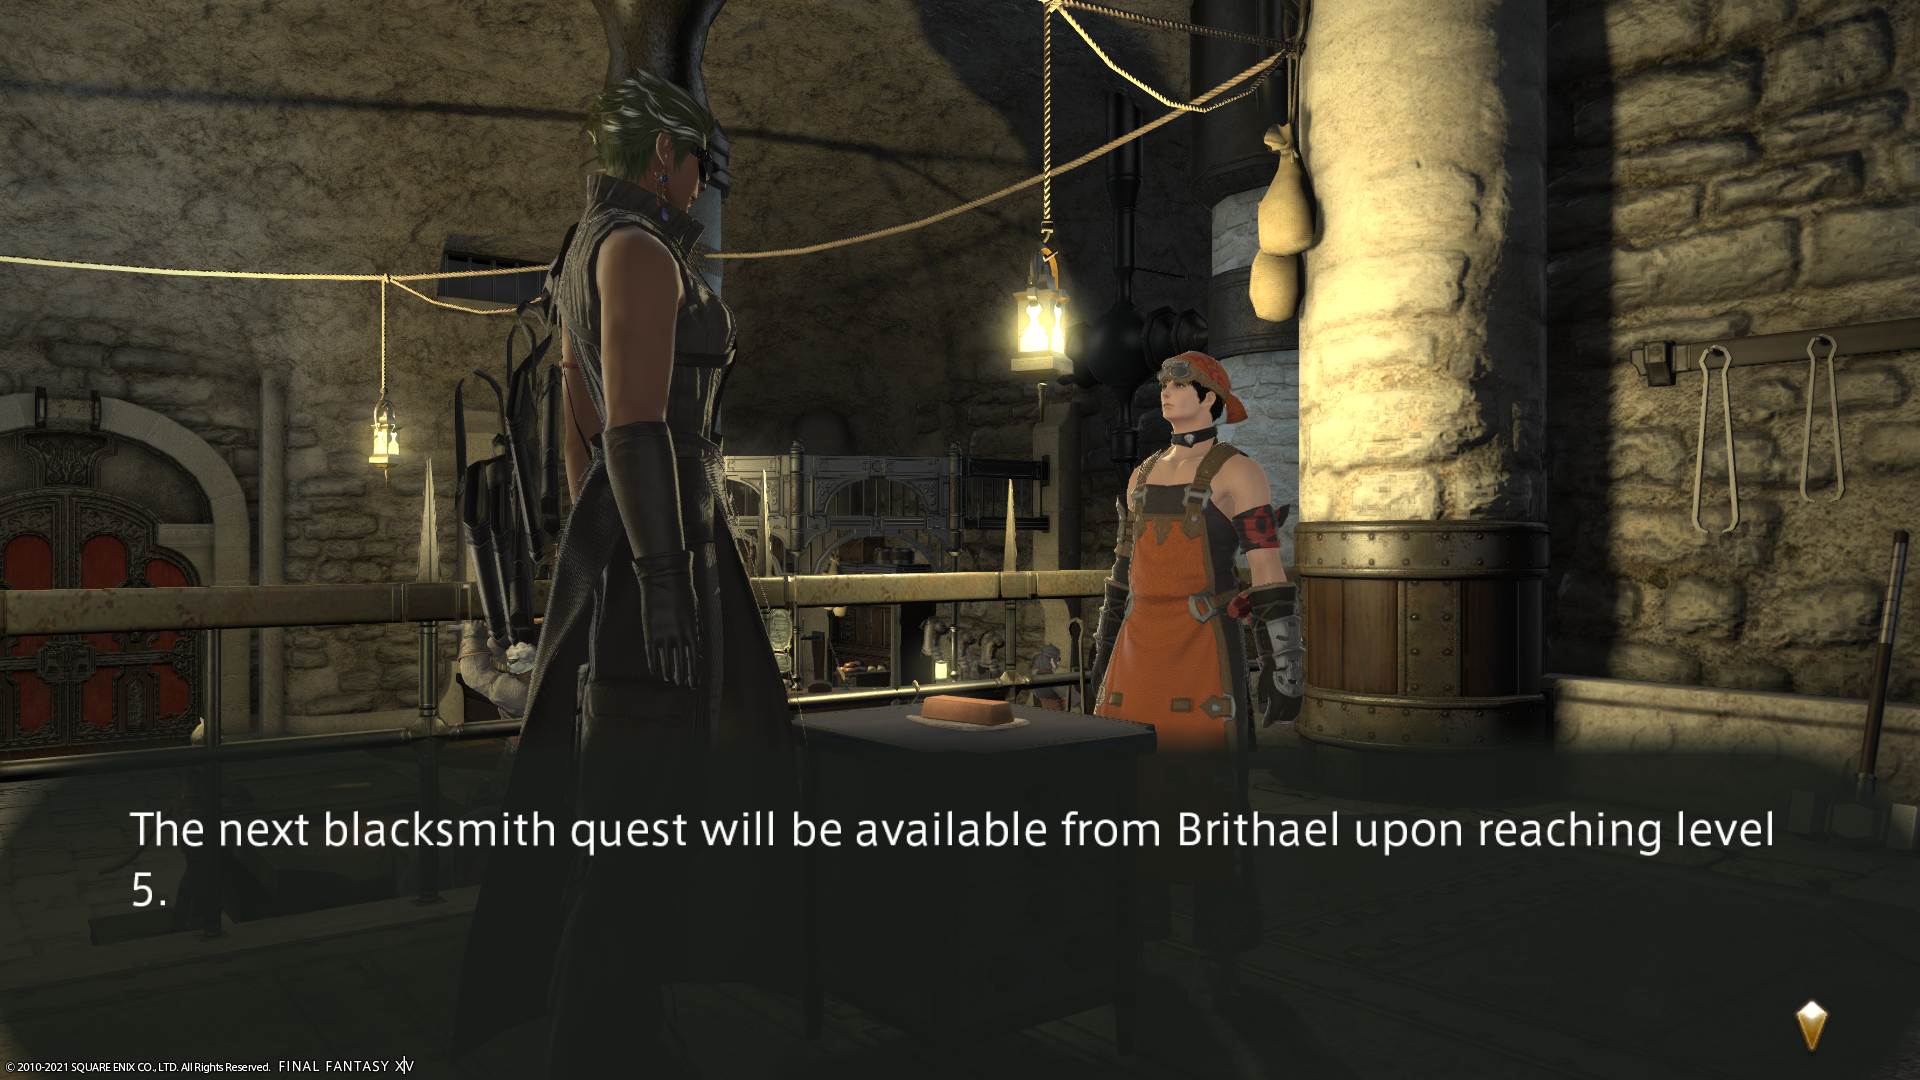 The next blacksmith quest will be available from Brithael upon reaching level
5.
© 2010-2021 SQUARE ENIX CO., LTD. All Rights Reserved. FINAL FANTASY XIV